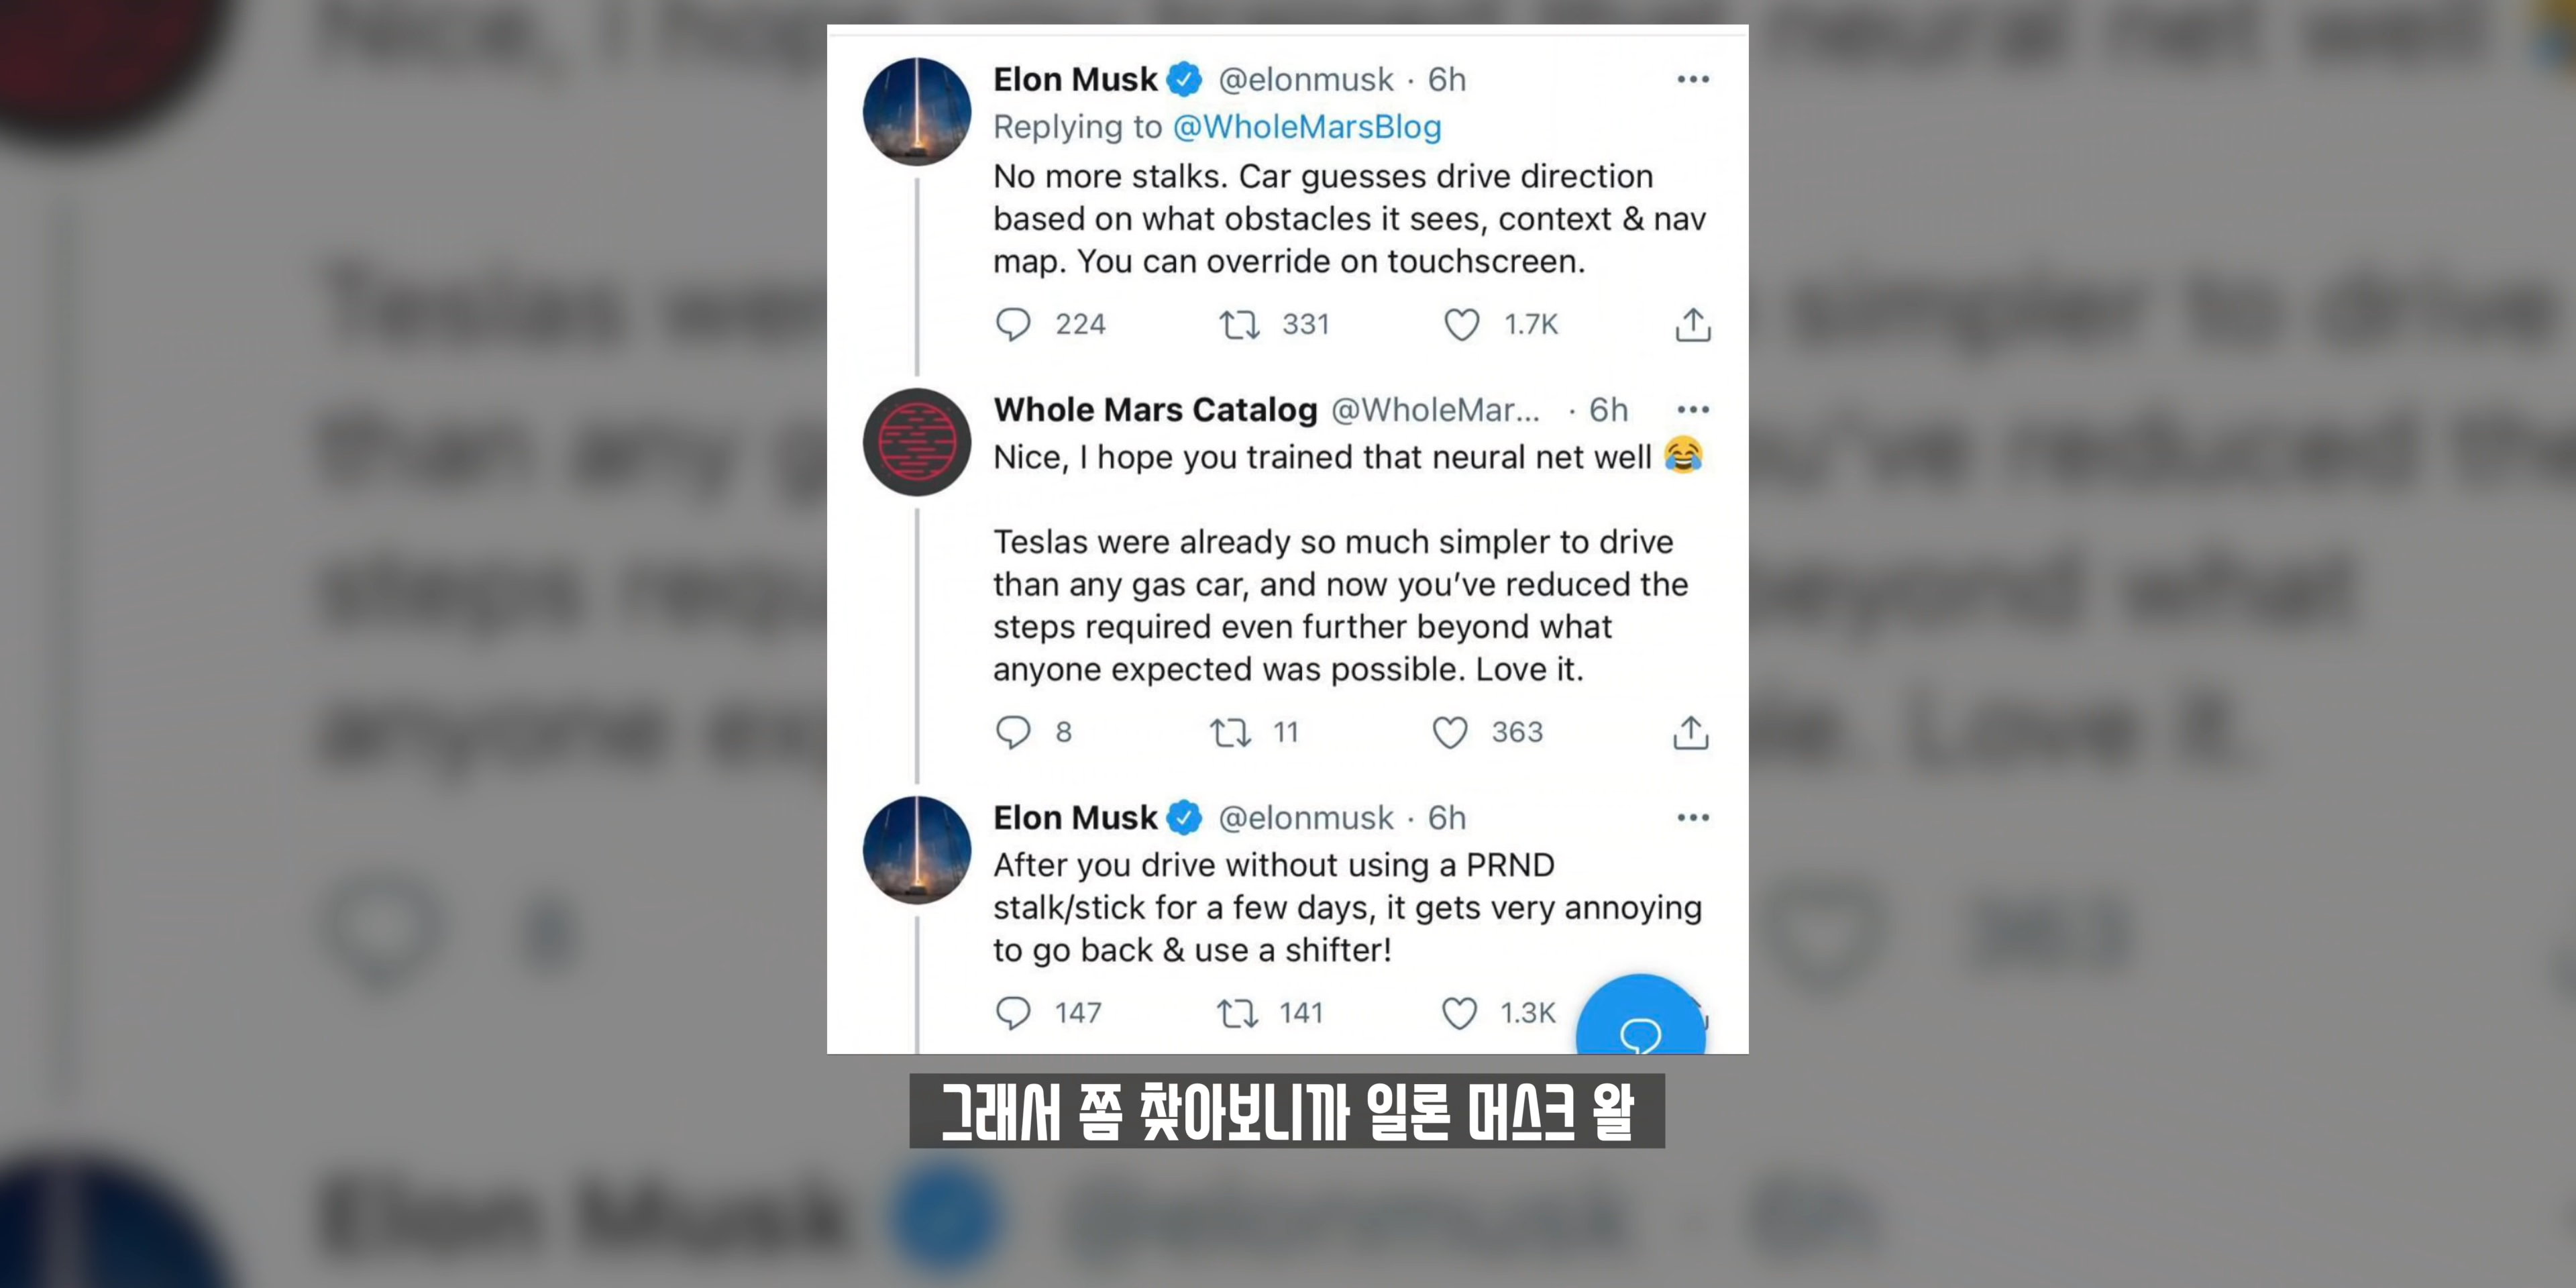 Elon Musk @elonmusk · 6h
Replying to @WholeMarsBlog
No more stalks. Car guesses drive direction
based on what obstacles it sees, context & nav
map. You can override on touchscreen.
224 331 1.7K
Whole Mars Catalog @WholeMar... · 6h
Nice, I hope you trained that neural net well 😂
Teslas were already so much simpler to drive
than any gas car, and now you’ve reduced the
steps required even further beyond what
anyone expected was possible. Love it.
8 11 363
Elon Musk @elonmusk · 6h
After you drive without using a PRND
stalk/stick for a few days, it gets very annoying
to go back & use a shifter!
147 141 1.3K
그래서 쫌 찾아보니까 일론 머스크 왈